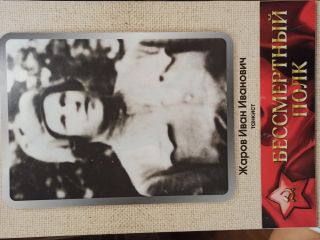 Жаров Иван Иванович
танкист
БЕССМЕРТНЫЙ
ПОЛК